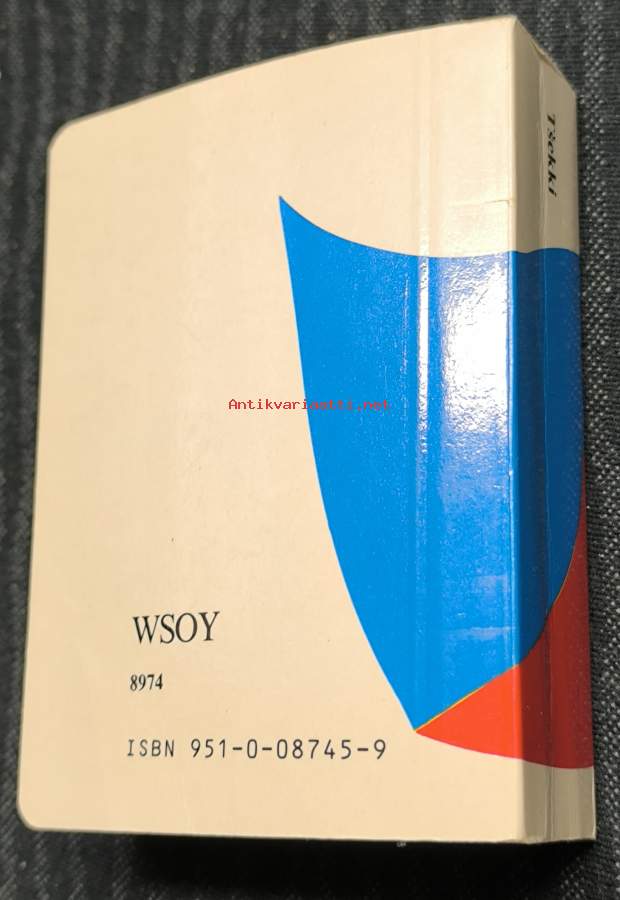 Tšekki
Antikvariaatti.net
WSOY
8974
ISBN 951-0-08745-9